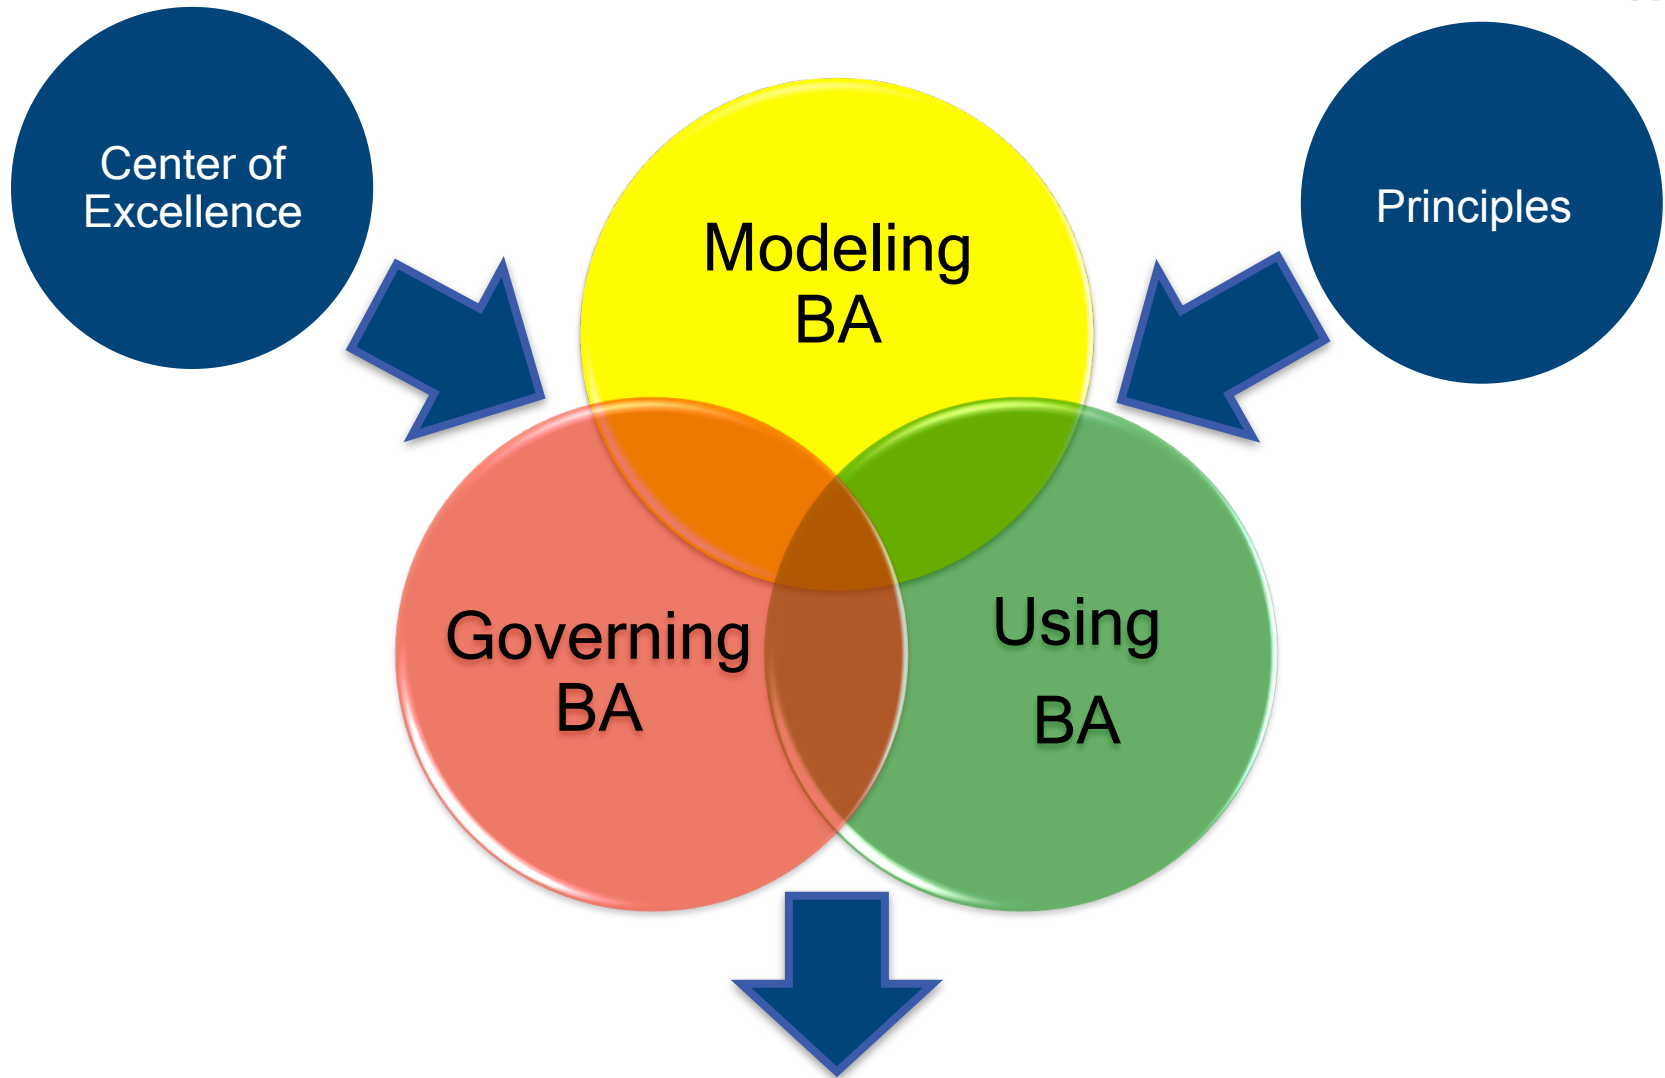 Center of
Excellence
Principles
Modeling
BA
Governing
BA
Using
BA